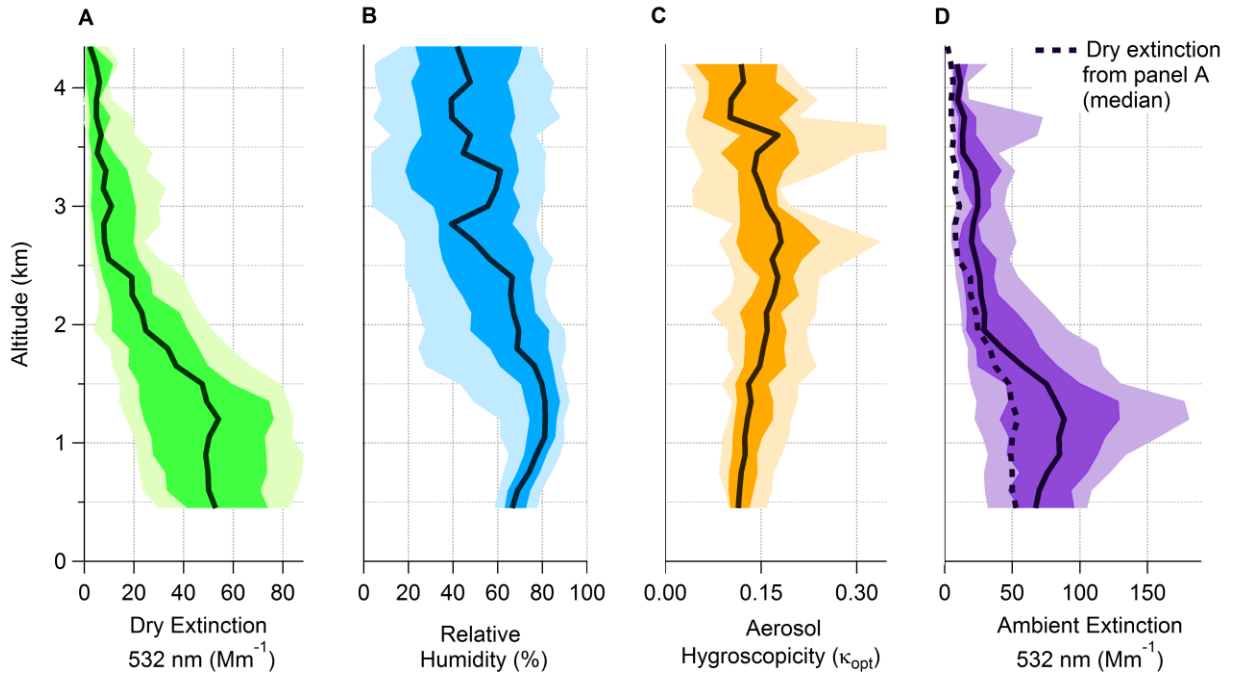 A
B
C
D
Dry extinction
from panel A
(median)
Altitude (km)
4
3
2
1
0
0 20 40 60 80
0 20 40 60 80 100
0.00 0.15 0.30
0 50 100 150
Dry Extinction
532 nm (Mm⁻¹)
Relative
Humidity (%)
Aerosol
Hygroscopicity (κopt)
Ambient Extinction
532 nm (Mm⁻¹)